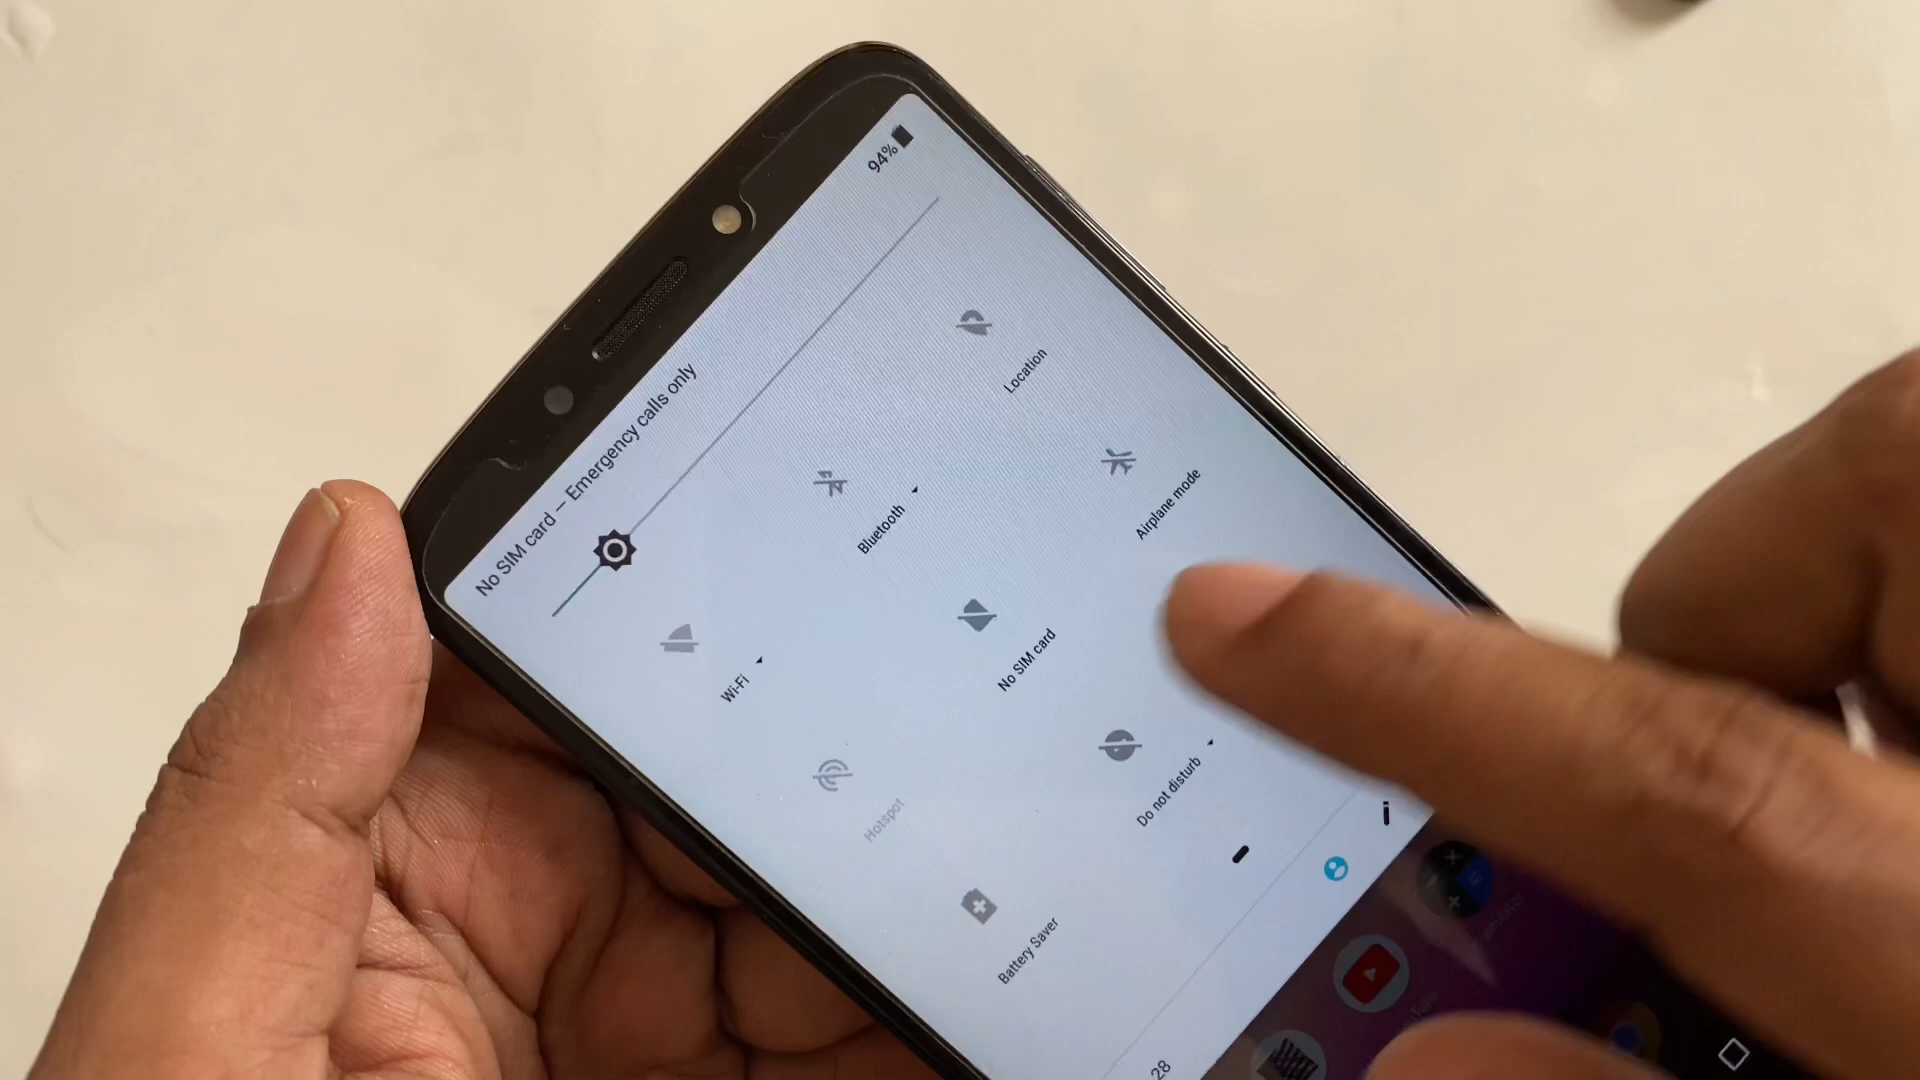 94%
No SIM card – Emergency calls only
Wi-Fi
Bluetooth
Location
Hotspot
No SIM card
Airplane mode
Battery Saver
Do not disturb
28